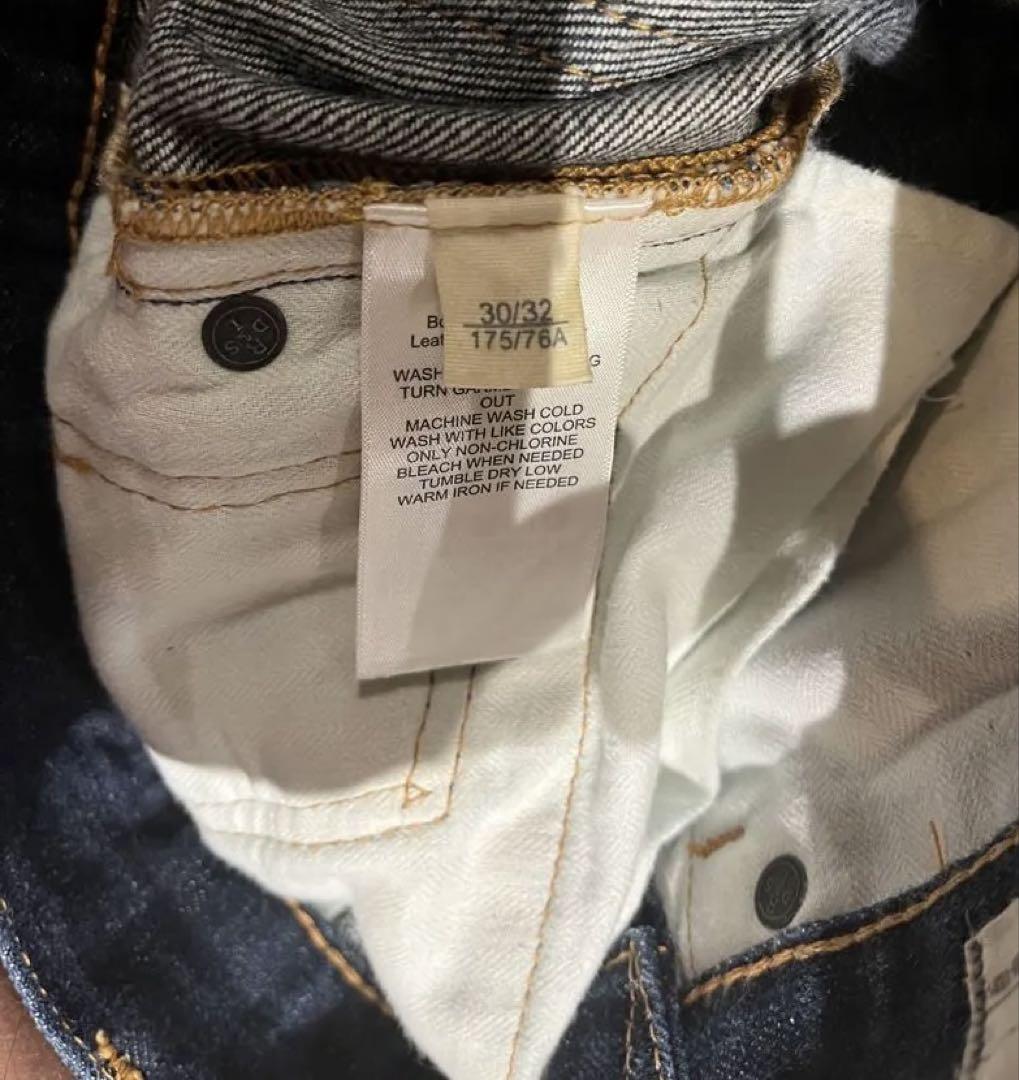 30/32
175/76A
Bo
Leat
G
WASH
TURN
OUT
MACHINE WASH COLD
WASH WITH LIKE COLORS
ONLY NON-CHLORINE
BLEACH WHEN NEEDED
TUMBLE DRY LOW
WARM IRON IF NEEDED